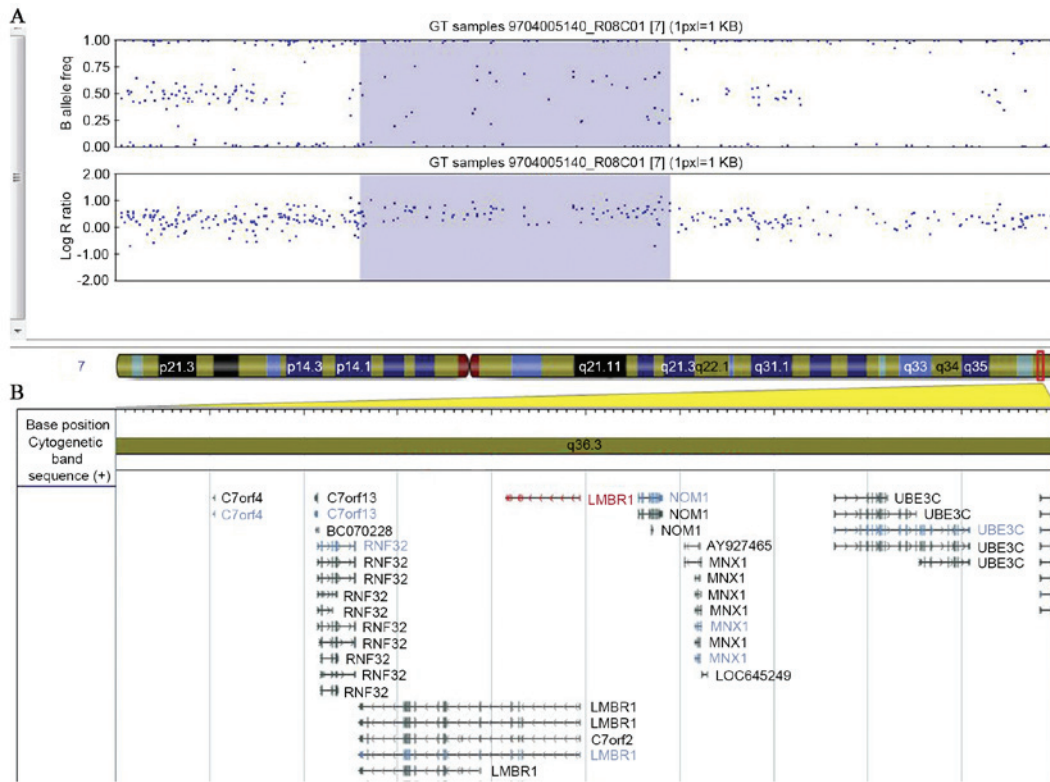 A
GT samples 9704005140_R08C01 [7] (1pxl=1 KB)
B allele freq
1.00
0.75
0.50
0.25
0.00
GT samples 9704005140_R08C01 [7] (1pxl=1 KB)
Log R ratio
2.00
1.00
0.00
-1.00
-2.00
7 p21.3 p14.3 p14.1 q21.11 q21.3 q22.1 q31.1 q33 q34 q35
B
Base position
Cytogenetic
band
sequence (+)
q36.3
C7orf4 C7orf13 LMBR1 NOM1 UBE3C
C7orf4 C7orf13 NOM1 UBE3C
BC070228 NOM1 UBE3C
RNF32 AY927465 UBE3C
RNF32 MNX1 UBE3C
RNF32 MNX1
RNF32 MNX1
RNF32 MNX1
RNF32 MNX1
RNF32 MNX1
RNF32 MNX1
RNF32 LOC645249
RNF32
LMBR1
LMBR1
C7orf2
LMBR1
LMBR1